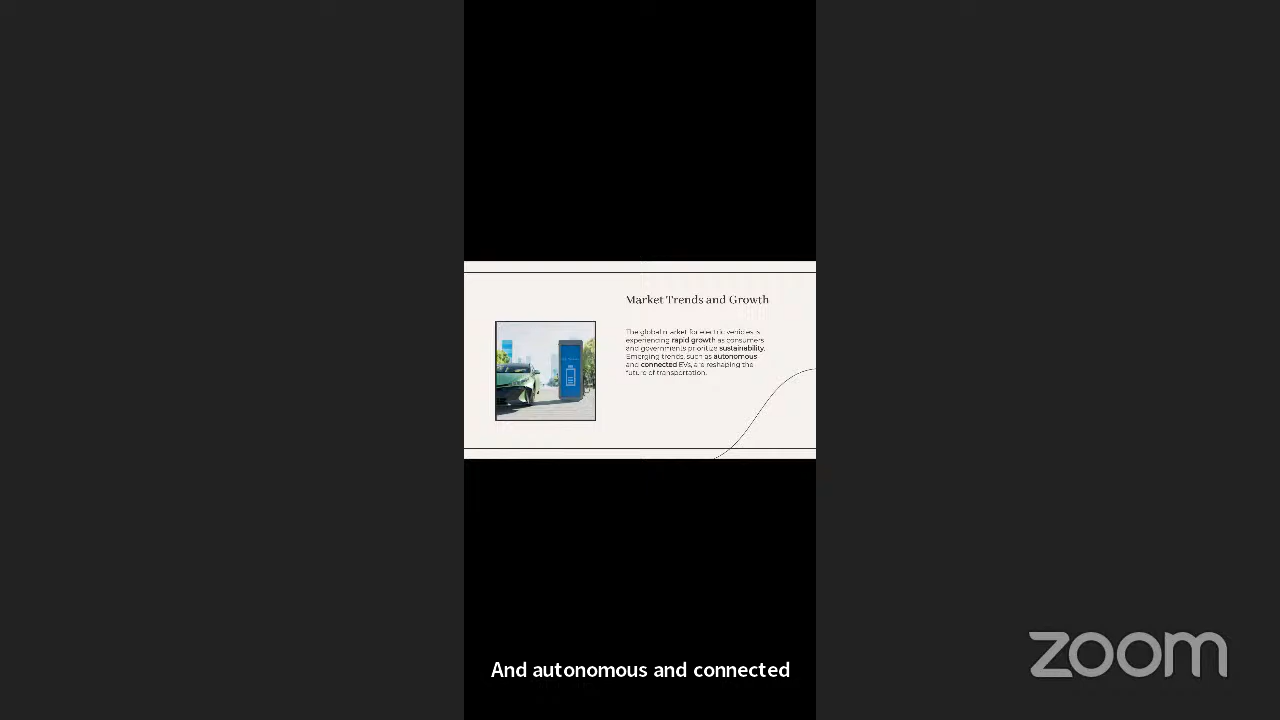 Market Trends and Growth
The global market for electric vehicles is
experiencing rapid growth as consumers
and governments prioritize sustainability.
Emerging trends, such as autonomous
and connected EVs, are reshaping the
future of transportation.
And autonomous and connected
zoom